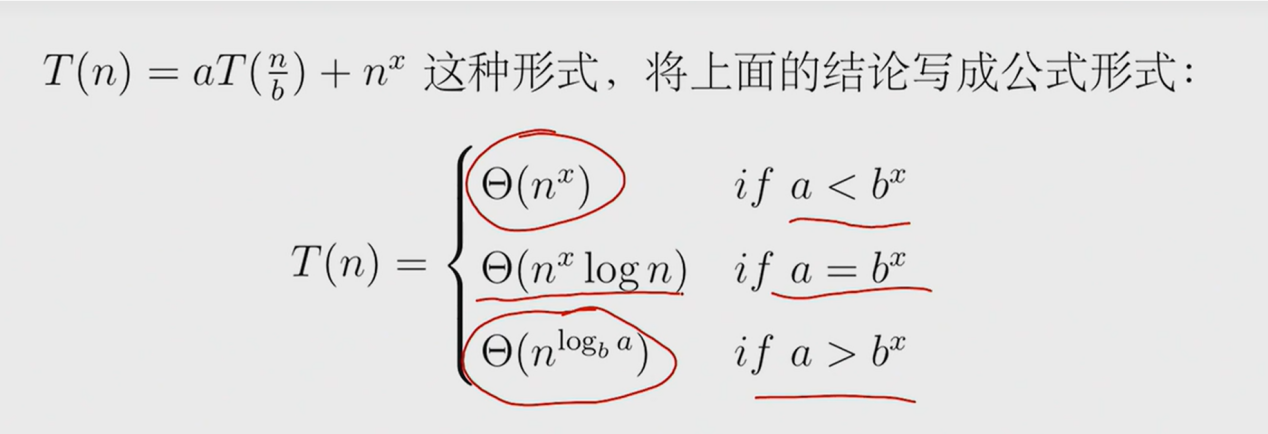 T(n) = aT(n/b) + n^x 这种形式，将上面的结论写成公式形式：
Θ(n^x) if a < b^x
T(n) = { Θ(n^x log n) if a = b^x
Θ(n^{log_b a}) if a > b^x